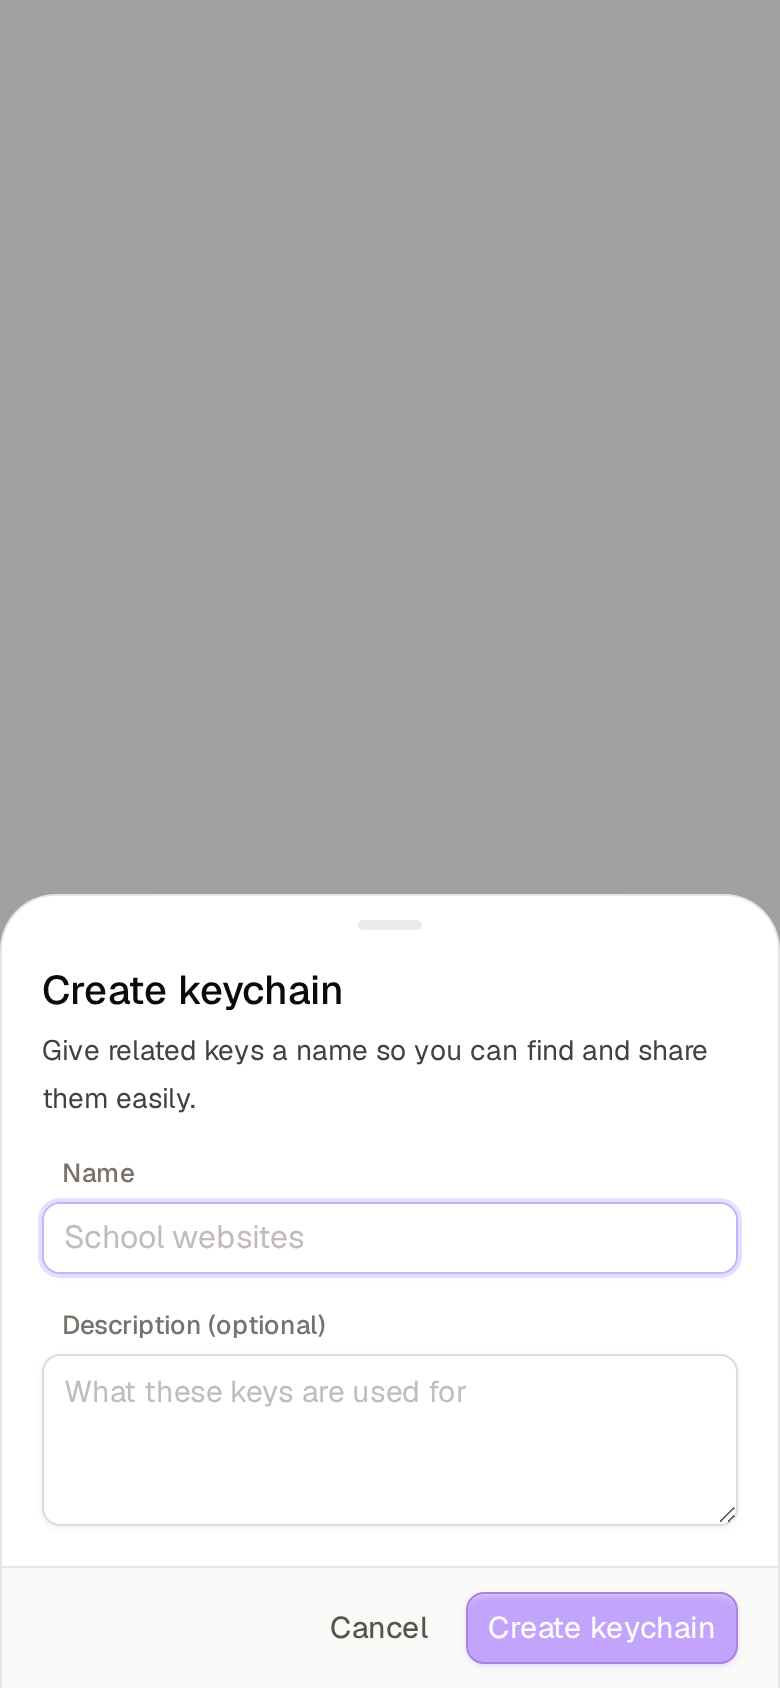 Create keychain
Give related keys a name so you can find and share
them easily.
Name
School websites
Description (optional)
What these keys are used for
Cancel
Create keychain